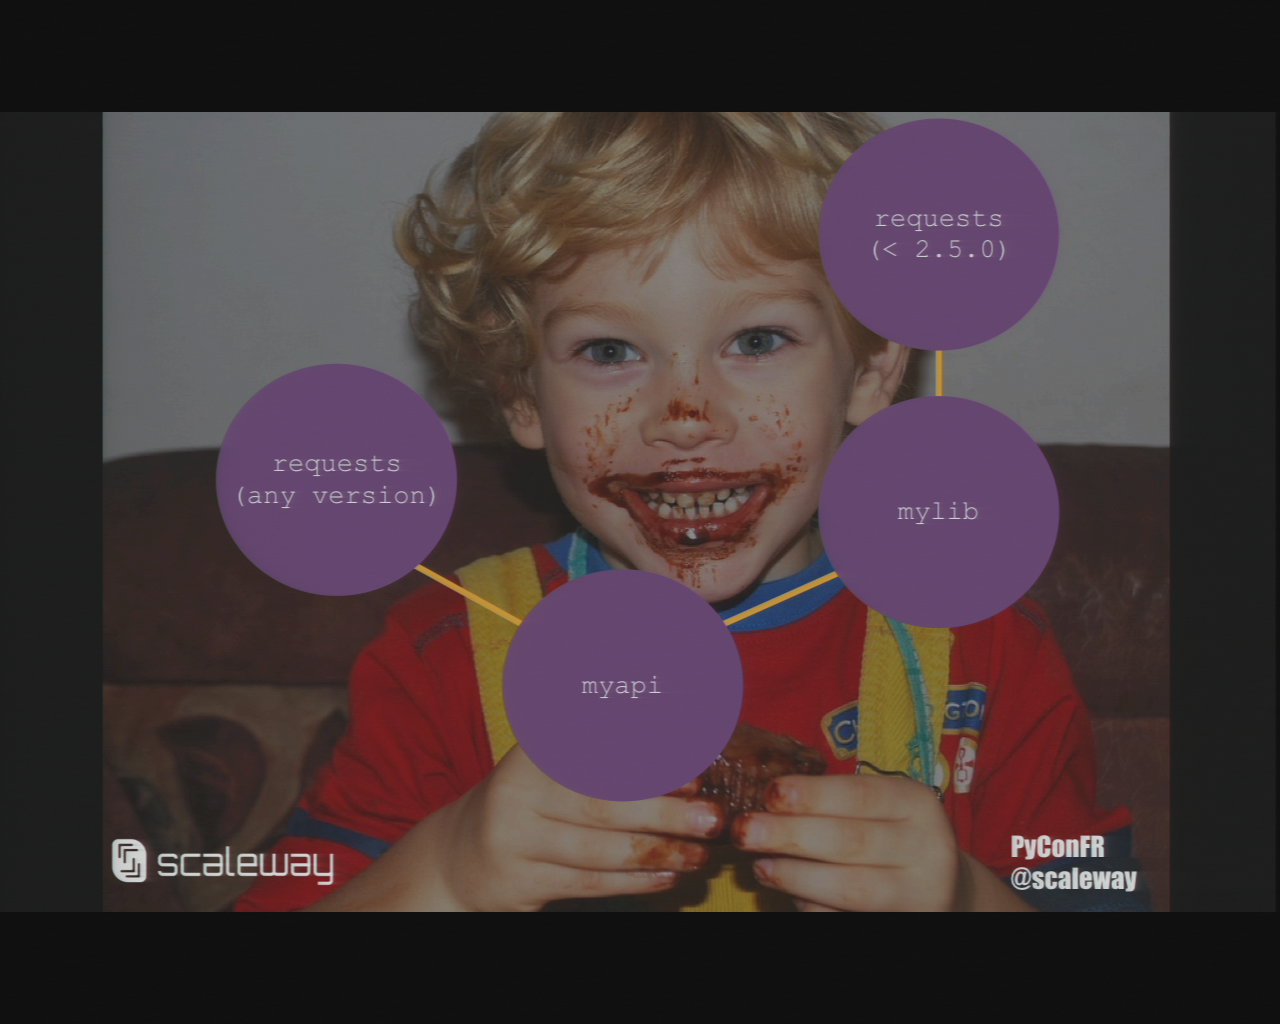 requests
(< 2.5.0)
requests
(any version)
mylib
myapi
scaleway
PyConFR
@scaleway